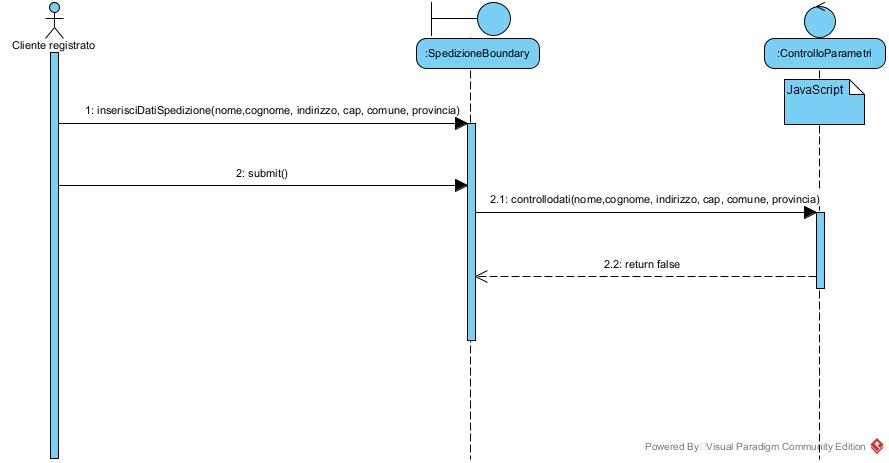 Cliente registrato
:SpedizioneBoundary
:ControlloParametri
JavaScript
1: inserisciDatiSpedizione(nome,cognome, indirizzo, cap, comune, provincia)
2: submit()
2.1: controllodati(nome,cognome, indirizzo, cap, comune, provincia)
2.2: return false
Powered By Visual Paradigm Community Edition